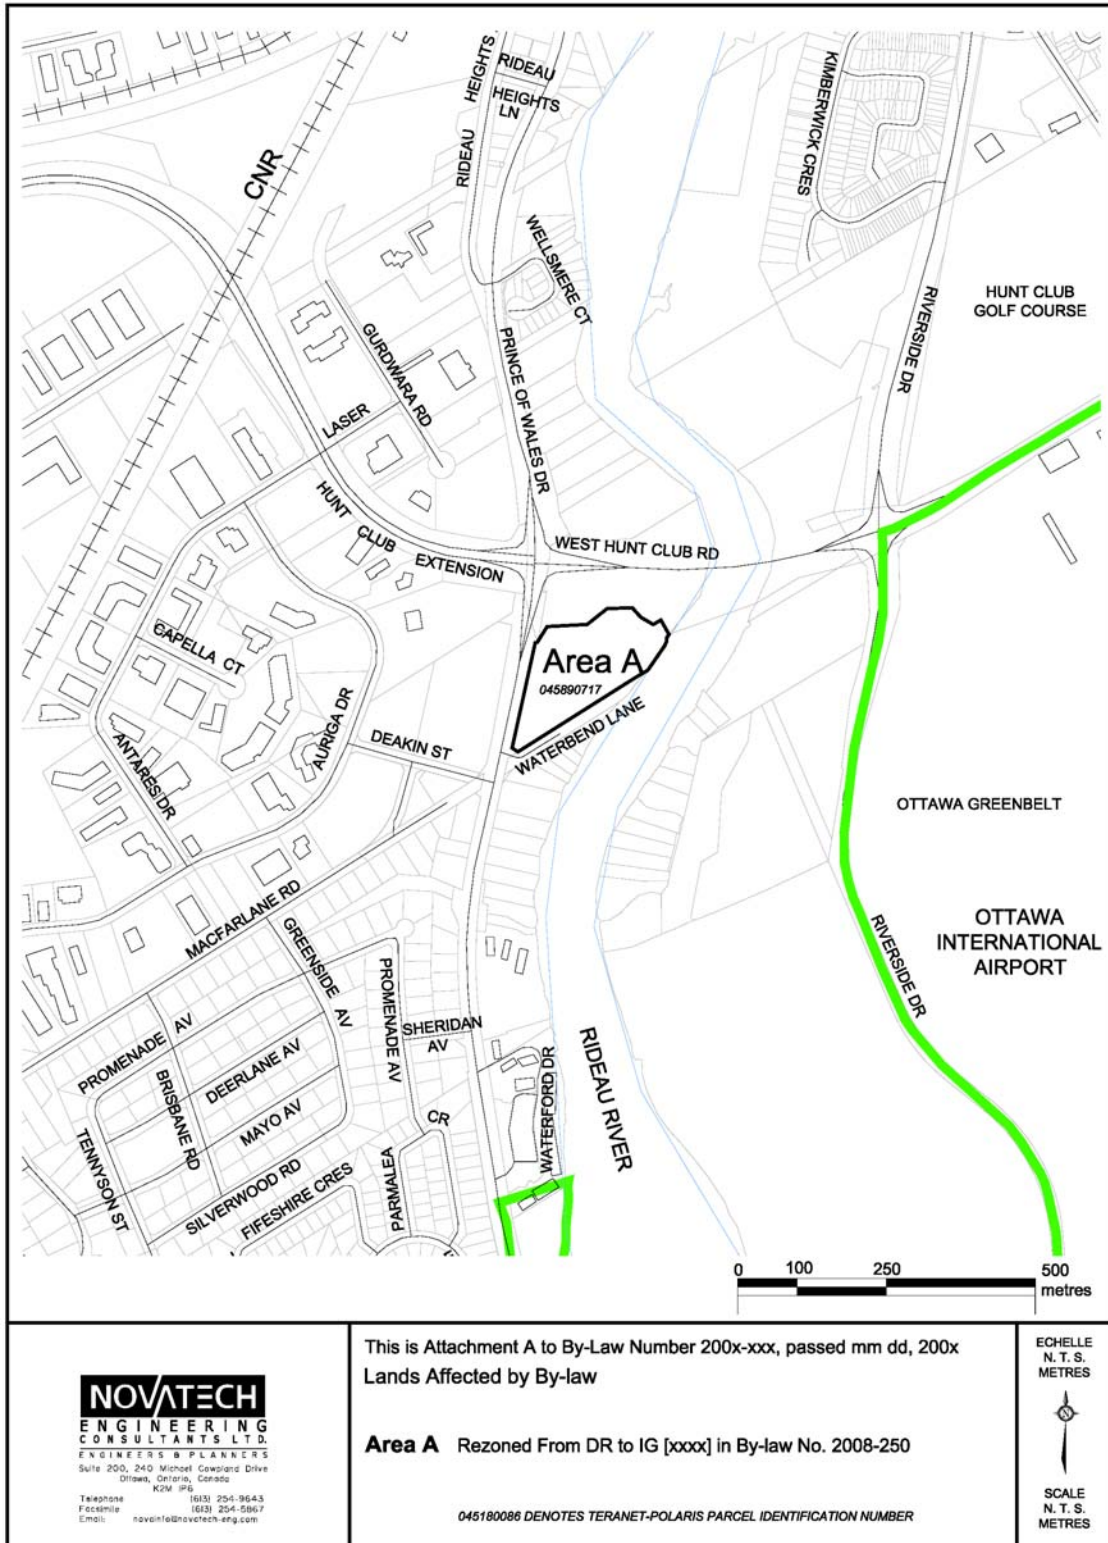 RIDEAU
HEIGHTS
LN
RIDEAU HEIGHTS
KIMBERWICK CRES
CNR
WELLSMERE CT
HUNT CLUB
GOLF COURSE
RIVERSIDE DR
GURDWARA RD
PRINCE OF WALES DR
LASER
HUNT CLUB EXTENSION
WEST HUNT CLUB RD
CAPELLA CT
Area A
045890717
AURIGA DR
DEAKIN ST
WATERBEND LANE
ANTARES DR
OTTAWA GREENBELT
MACFARLANE RD
GREENSIDE AV
OTTAWA
INTERNATIONAL
AIRPORT
RIVERSIDE DR
PROMENADE AV
SHERIDAN
AV
PROMENADE AV
DEERLANE AV
BRISBANE RD
MAYO AV
WATERFORD DR
RIDEAU RIVER
TENNYSON ST
SILVERWOOD RD
FIFESHIRE CRES
PARMALEA CR
0 100 250 500
metres
NOVATECH
ENGINEERING
CONSULTANTS LTD.
ENGINEERS & PLANNERS
Suite 200, 240 Michael Cowpland Drive
Ottawa, Ontario, Canada
K2M 1P6
Telephone (613) 254-9643
Facsimile (613) 254-5867
Email: novainfo@novatech-eng.com
This is Attachment A to By-Law Number 200x-xxx, passed mm dd, 200x
Lands Affected by By-law
Area A Rezoned From DR to IG [xxxx] in By-law No. 2008-250
045180086 DENOTES TERANET-POLARIS PARCEL IDENTIFICATION NUMBER
ECHELLE
N. T. S.
METRES
N
SCALE
N. T. S.
METRES